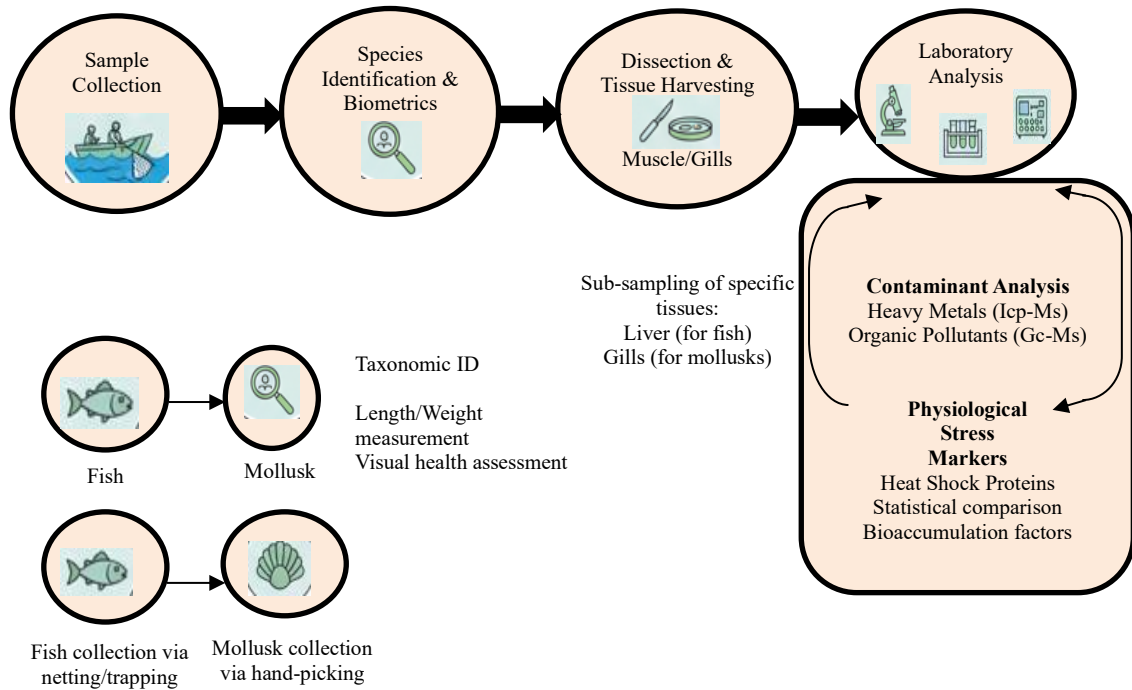 Sample
Collection
Species
Identification &
Biometrics
Dissection &
Tissue Harvesting
Muscle/Gills
Laboratory
Analysis
Sub-sampling of specific
tissues:
Liver (for fish)
Gills (for mollusks)
Contaminant Analysis
Heavy Metals (Icp-Ms)
Organic Pollutants (Gc-Ms)
Physiological
Stress
Markers
Heat Shock Proteins
Statistical comparison
Bioaccumulation factors
Fish
Mollusk
Taxonomic ID
Length/Weight
measurement
Visual health assessment
Fish collection via
netting/trapping
Mollusk collection
via hand-picking